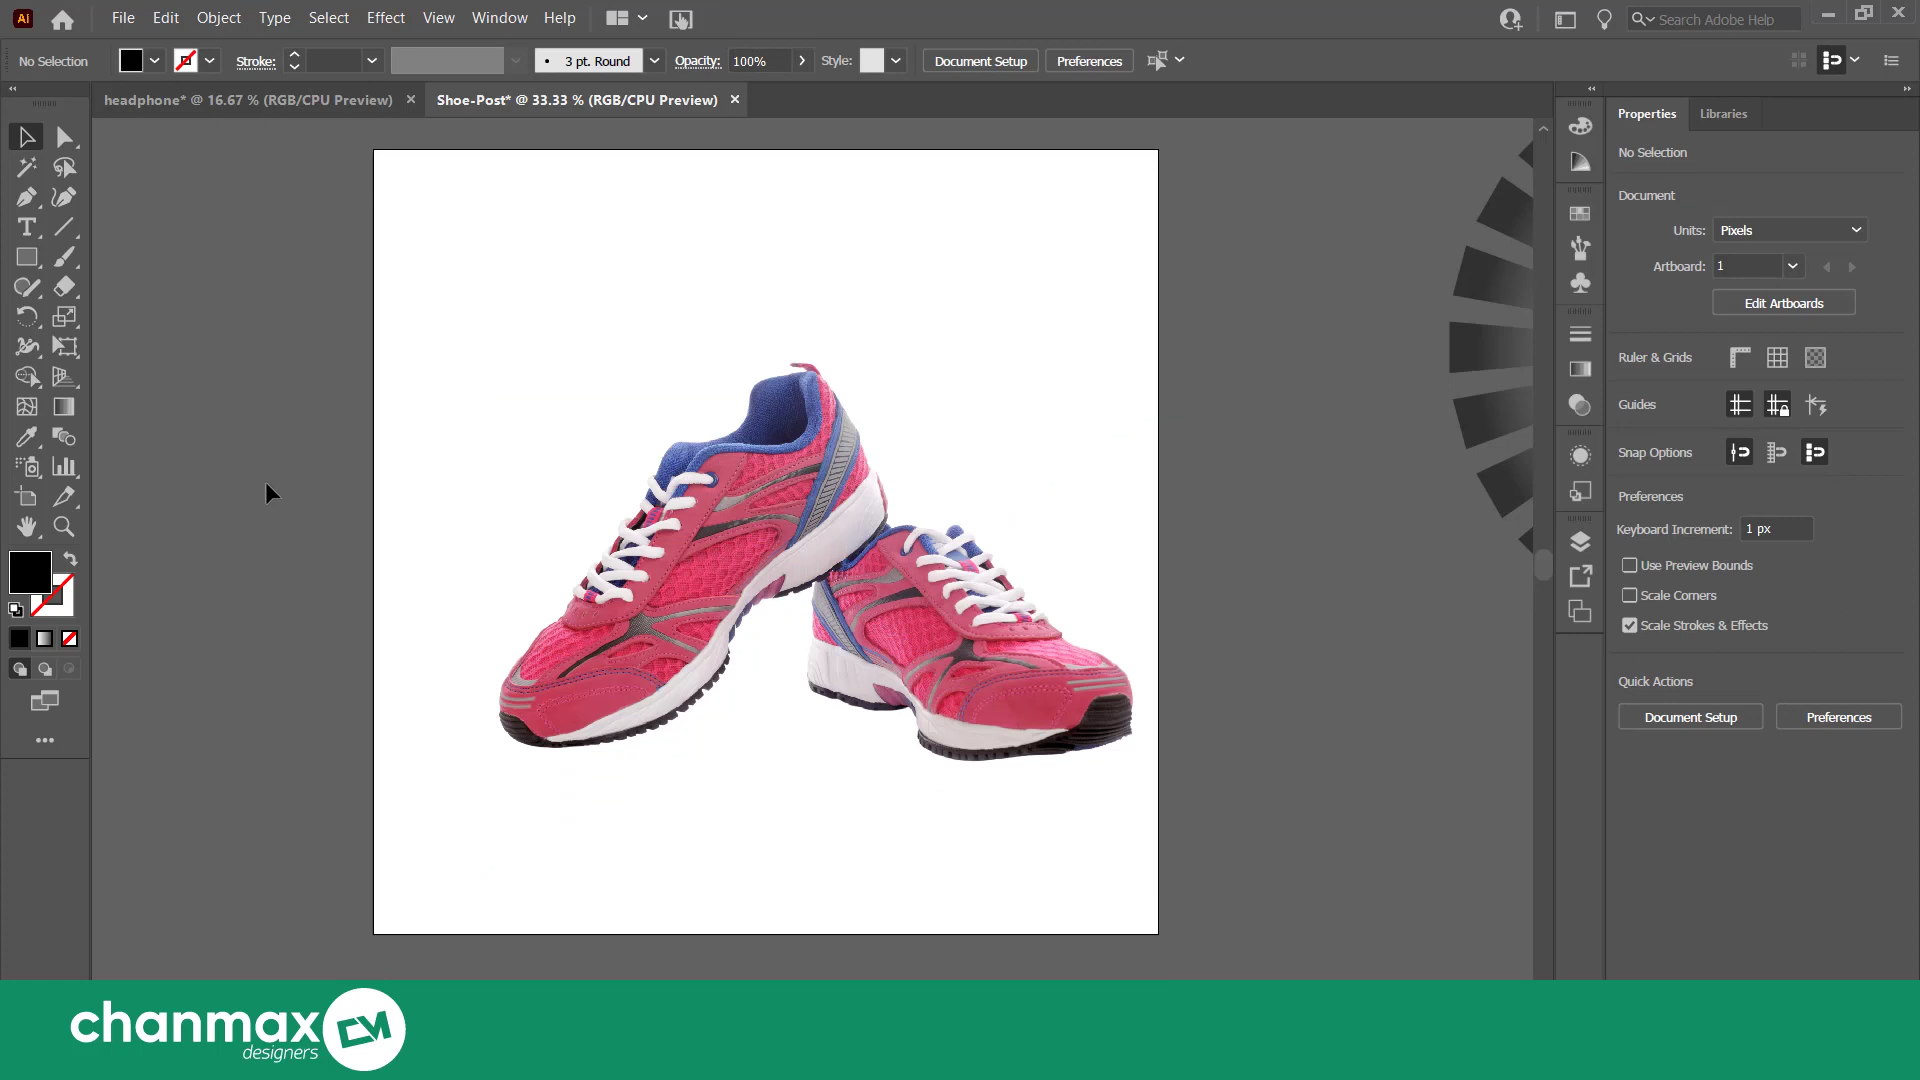 Ai File Edit Object Type Select Effect View Window Help Search Adobe Help
No Selection Stroke: 3 pt. Round Opacity: 100% Style: Document Setup Preferences
headphone* @ 16.67 % (RGB/CPU Preview) × Shoe-Post* @ 33.33 % (RGB/CPU Preview) ×
Properties Libraries
No Selection
Document
Units: Pixels
Artboard: 1
Edit Artboards
Ruler & Grids
Guides
Snap Options
Preferences
Keyboard Increment: 1 px
Use Preview Bounds
Scale Corners
Scale Strokes & Effects
Quick Actions
Document Setup Preferences
chanmax
designers
CM